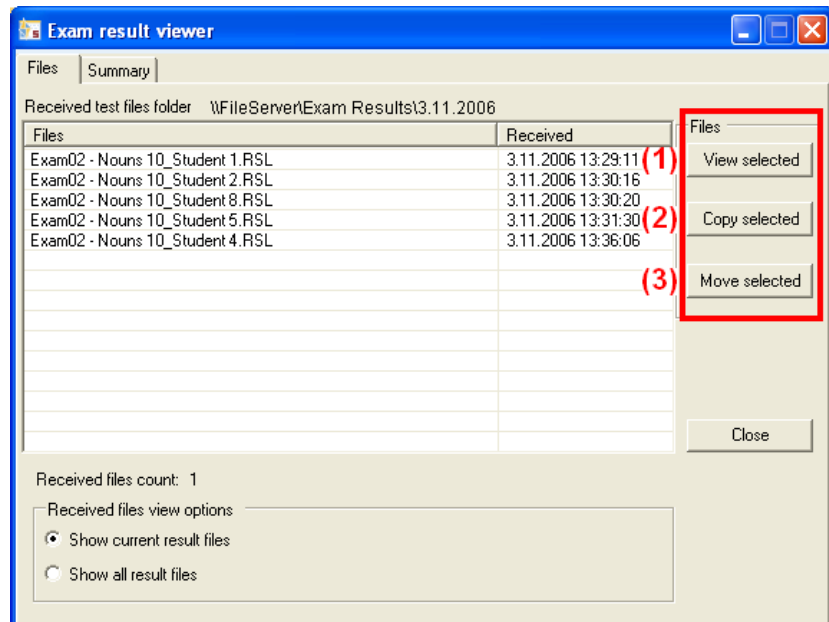 Exam result viewer
Files Summary
Received test files folder \\FileServer\Exam Results\3.11.2006
Files Received
Exam02 - Nouns 10_Student 1.RSL 3.11.2006 13:29:11
Exam02 - Nouns 10_Student 2.RSL 3.11.2006 13:30:16
Exam02 - Nouns 10_Student 8.RSL 3.11.2006 13:30:20
Exam02 - Nouns 10_Student 5.RSL 3.11.2006 13:31:30
Exam02 - Nouns 10_Student 4.RSL 3.11.2006 13:36:06
Files
(1) View selected
(2) Copy selected
(3) Move selected
Close
Received files count: 1
Received files view options
Show current result files
Show all result files